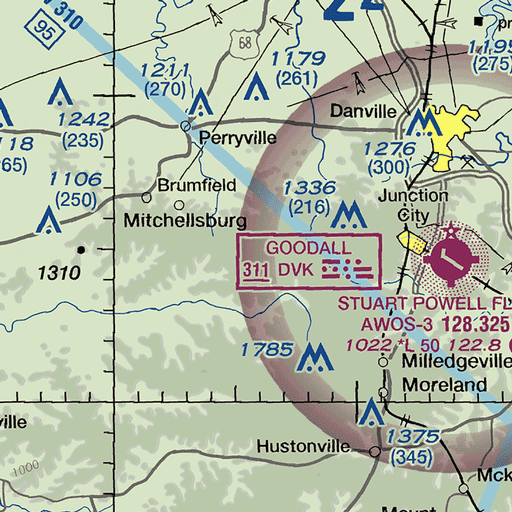 V 310
95
68
1179
(261)
1195
(275)
1211
(270)
Danville
1242
(235)
Perryville
1276
(300)
118
265)
1106
(250)
Brumfield
1336
(216)
Junction
City
Mitchellsburg
GOODALL
311 DVK
1310
STUART POWELL FL
AWOS-3 128.325
1022 *L 50 122.8
1785
Milledgeville
Moreland
ville
1375
(345)
Hustonville
1000
McK
Mount